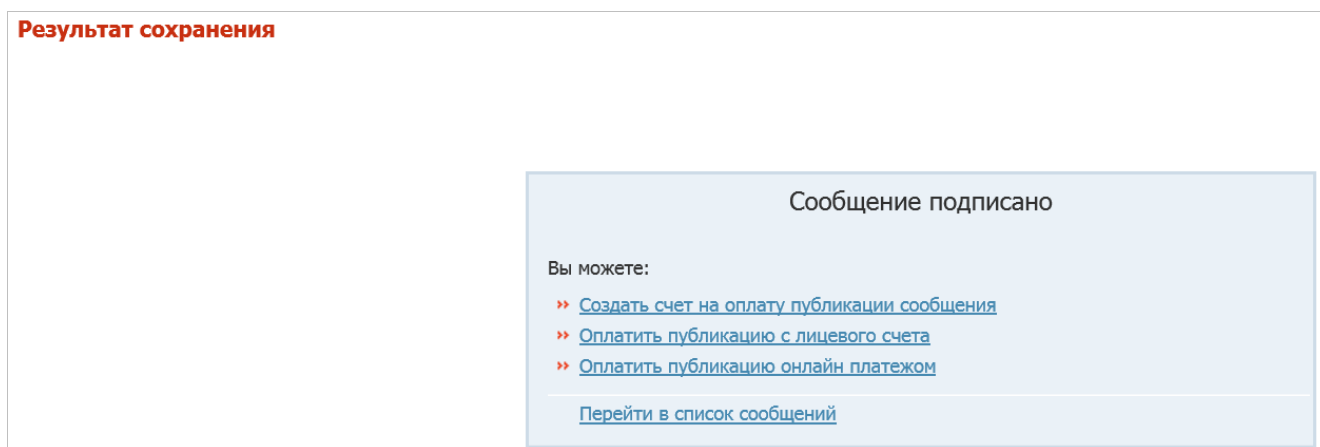 Результат сохранения
Сообщение подписано
Вы можете:
Создать счет на оплату публикации сообщения
Оплатить публикацию с лицевого счета
Оплатить публикацию онлайн платежом
Перейти в список сообщений